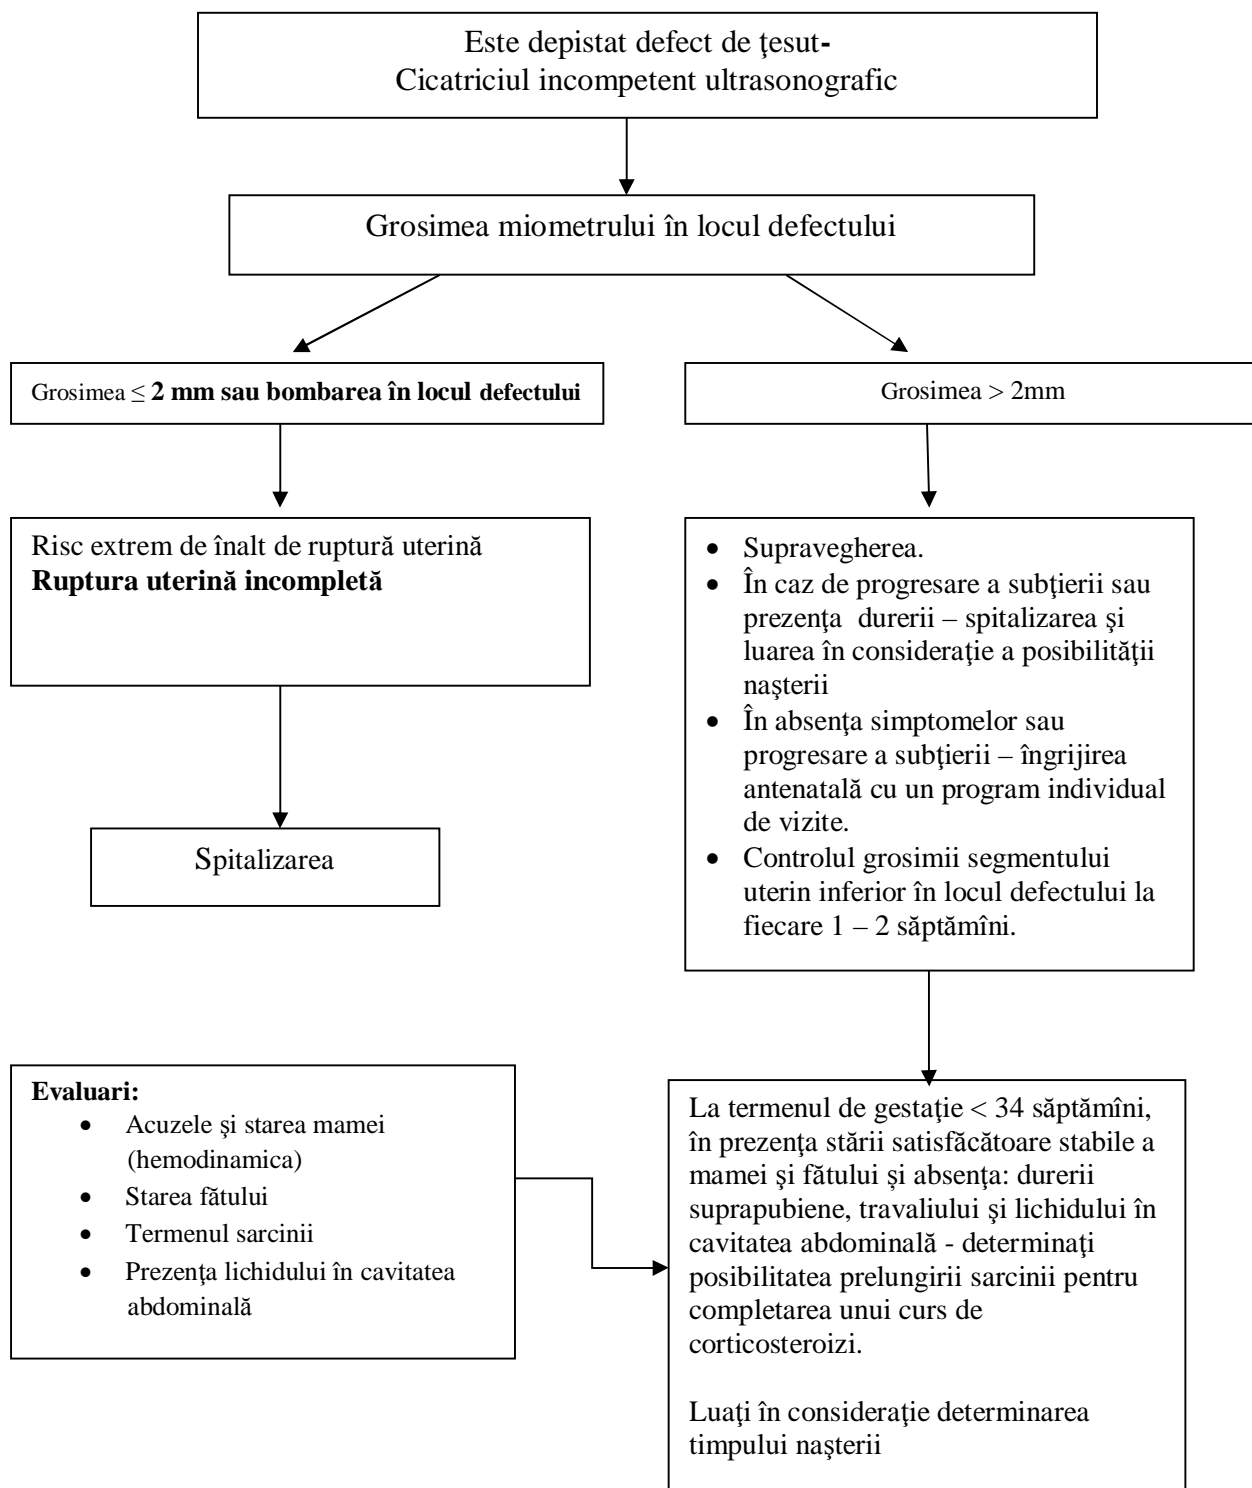 Este depistat defect de ţesut-
Cicatriciul incompetent ultrasonografic
Grosimea miometrului în locul defectului
Grosimea ≤ 2 mm sau bombarea în locul defectului
Grosimea > 2mm
Risc extrem de înalt de ruptură uterină
Ruptura uterină incompletă
Spitalizarea
• Supravegherea.
• În caz de progresare a subţierii sau
prezenţa durerii – spitalizarea şi
luarea în consideraţie a posibilităţii
naşterii
• În absenţa simptomelor sau
progresare a subţierii – îngrijirea
antenatală cu un program individual
de vizite.
• Controlul grosimii segmentului
uterin inferior în locul defectului la
fiecare 1 – 2 săptămîni.
Evaluari:
• Acuzele şi starea mamei
(hemodinamica)
• Starea fătului
• Termenul sarcinii
• Prezenţa lichidului în cavitatea
abdominală
La termenul de gestaţie < 34 săptămîni,
în prezenţa stării satisfăcătoare stabile a
mamei şi fătului și absenţa: durerii
suprapubiene, travaliului şi lichidului în
cavitatea abdominală - determinaţi
posibilitatea prelungirii sarcinii pentru
completarea unui curs de
corticosteroizi.
Luaţi în consideraţie determinarea
timpului naşterii